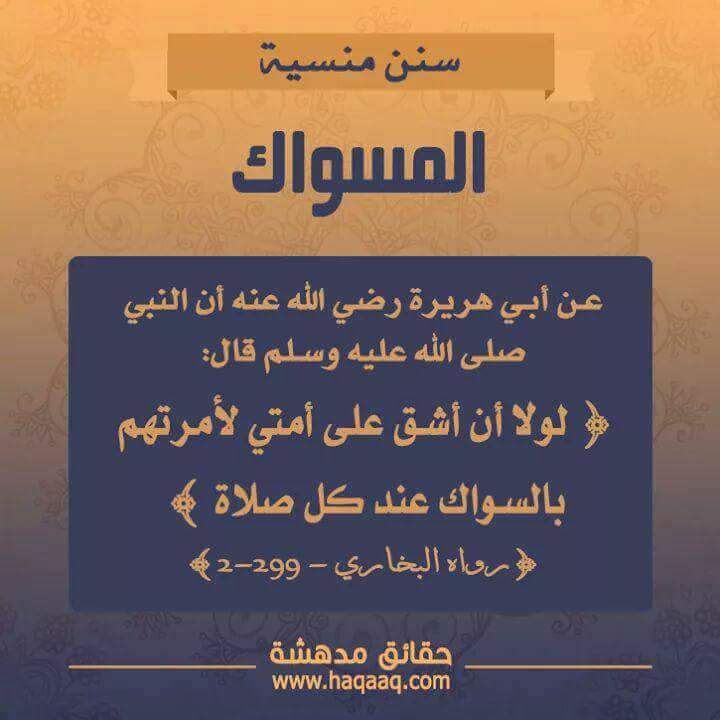 سنن منسية
المسواك
عن أبي هريرة رضي الله عنه أن النبي
صلى الله عليه وسلم قال:
﴿ لولا أن أشق على أمتي لأمرتهم
بالسواك عند كل صلاة ﴾
﴿ رواه البخاري – 299–2 ﴾
حقائق مدهشة
www.haqaaq.com